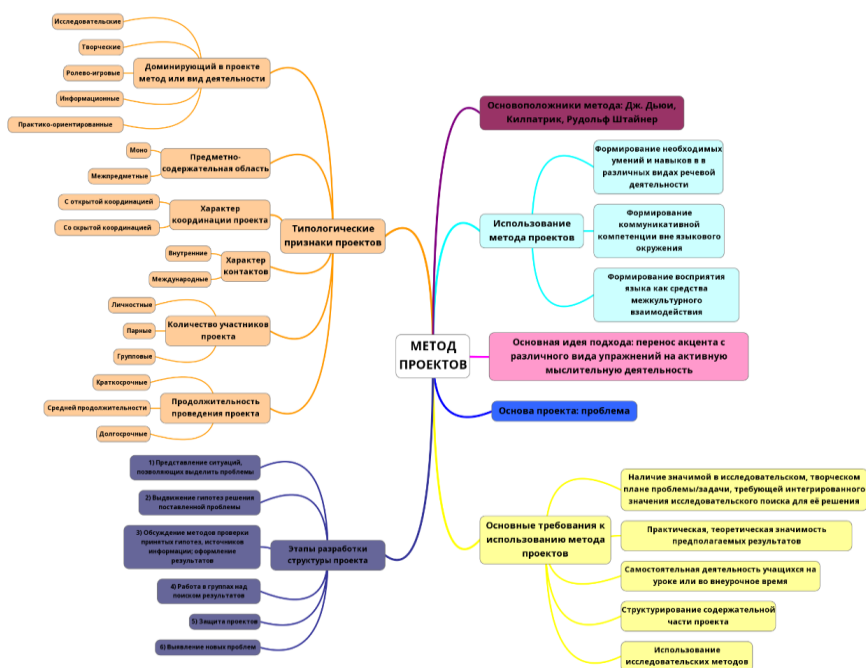 МЕТОД
ПРОЕКТОВ
Основоположники метода: Дж. Дьюи,
Килпатрик, Рудольф Штайнер
Использование
метода проектов
Формирование необходимых
умений и навыков в в
различных видах речевой
деятельности
Формирование
коммуникативной
компетенции вне языкового
окружения
Формирование восприятия
языка как средства
межкультурного
взаимодействия
Основная идея подхода: перенос акцента с
различного вида упражнений на активную
мыслительную деятельность
Основа проекта: проблема
Основные требования к
использованию метода
проектов
Наличие значимой в исследовательском, творческом
плане проблемы/задачи, требующей интегрированного
значения исследовательского поиска для её решения
Практическая, теоретическая значимость
предполагаемых результатов
Самостоятельная деятельность учащихся на
уроке или во внеурочное время
Структурирование содержательной
части проекта
Использование
исследовательских методов
Типологические
признаки проектов
Доминирующий в проекте
метод или вид деятельности
Исследовательские
Творческие
Ролево-игровые
Информационные
Практико-ориентированные
Предметно-
содержательная область
Моно
Межпредметные
Характер
координации проекта
С открытой координацией
Со скрытой координацией
Характер
контактов
Внутренние
Международные
Количество участников
проекта
Личностные
Парные
Групповые
Продолжительность
проведения проекта
Краткосрочные
Средней продолжительности
Долгосрочные
Этапы разработки
структуры проекта
1) Представление ситуаций,
позволяющих выделить проблемы
2) Выдвижение гипотез решения
поставленной проблемы
3) Обсуждение методов проверки
принятых гипотез, источников
информации; оформление
результатов
4) Работа в группах над
поиском результатов
5) Защита проектов
6) Выявление новых проблем